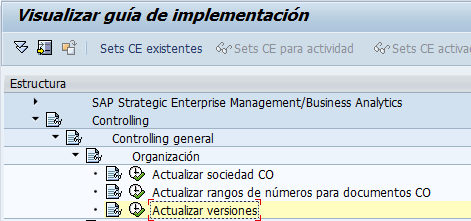 Visualizar guía de implementación
Sets CE existentes Sets CE para actividad Sets CE activa
Estructura
SAP Strategic Enterprise Management/Business Analytics
Controlling
Controlling general
Organización
Actualizar sociedad CO
Actualizar rangos de números para documentos CO
Actualizar versiones